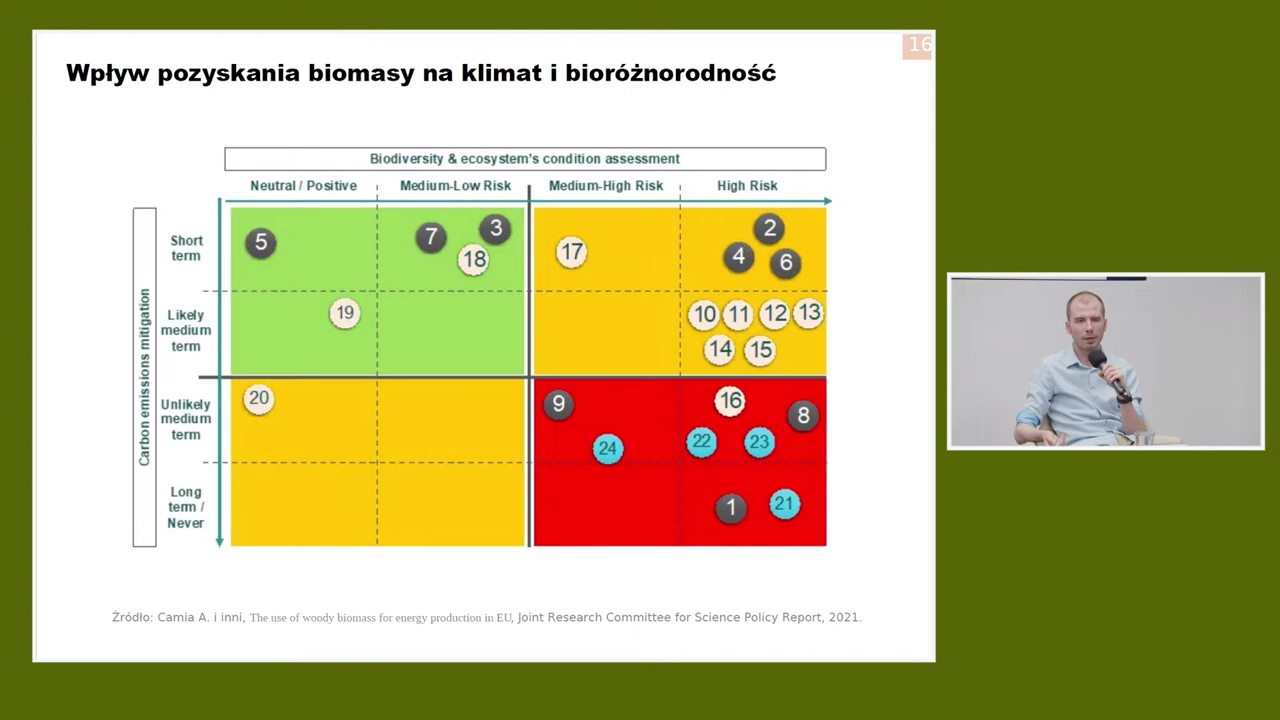 16
Wpływ pozyskania biomasy na klimat i bioróżnorodność
Biodiversity & ecosystem's condition assessment
Neutral / Positive
Medium-Low Risk
Medium-High Risk
High Risk
Carbon emissions mitigation
Short
term
5
7
3
18
17
2
4
6
Likely
medium
term
19
10
11
12
13
14
15
Unlikely
medium
term
20
9
24
16
8
22
23
Long
term /
Never
1
21
Źródło: Camia A. i inni, The use of woody biomass for energy production in EU, Joint Research Committee for Science Policy Report, 2021.